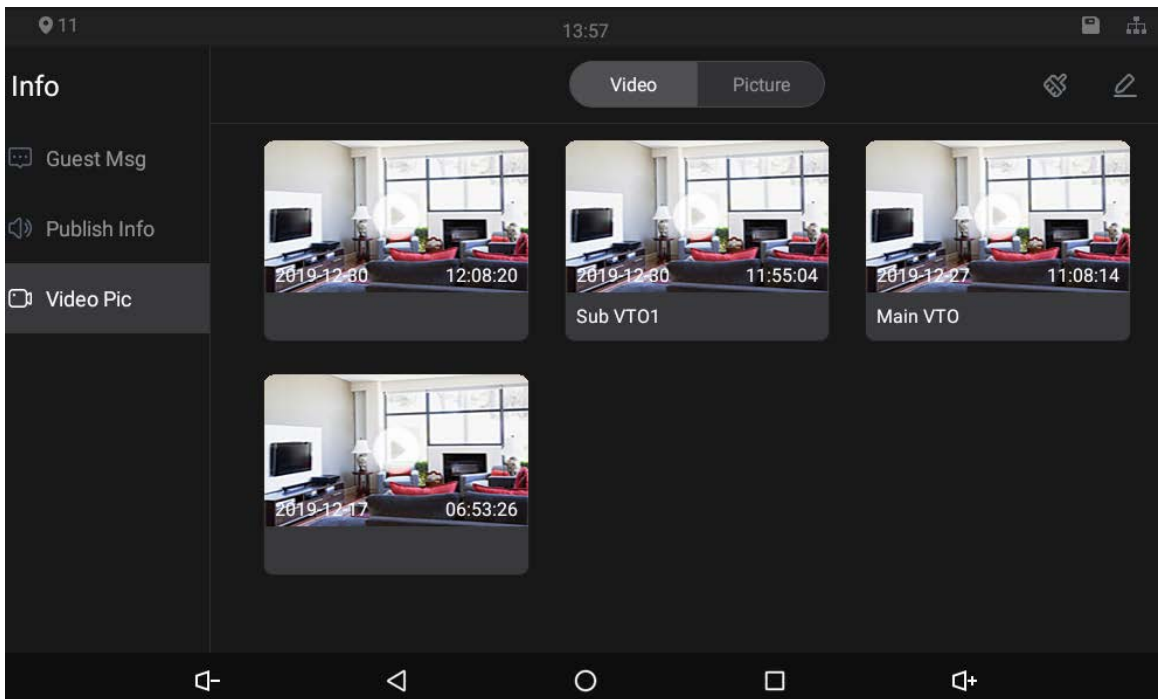 11
13:57
Info
Video Picture
Guest Msg
Publish Info
Video Pic
2019-12-30 12:08:20
2019-12-30 11:55:04
2019-12-27 11:08:14
Sub VTO1
Main VTO
2019-12-17 06:53:26